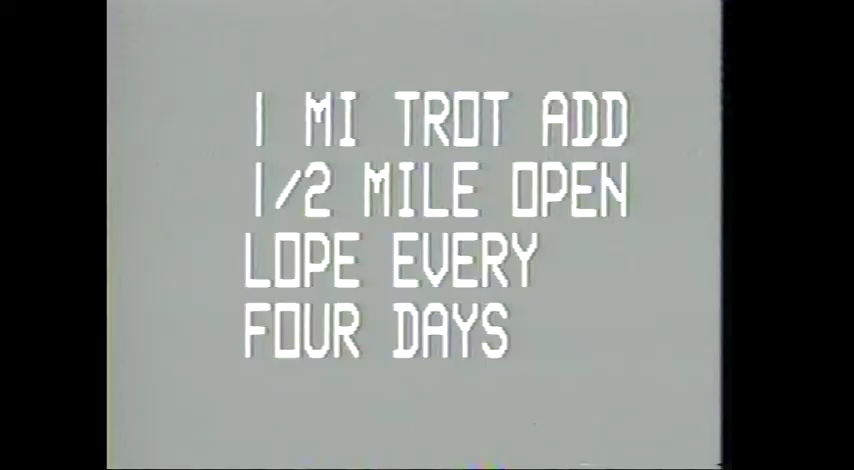 1 MI TROT ADD
1/2 MILE OPEN
LOPE EVERY
FOUR DAYS